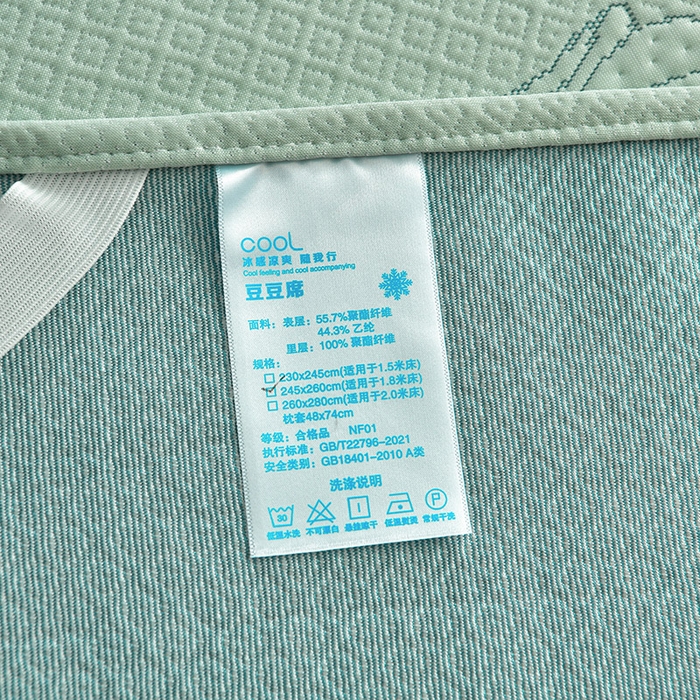 COOL
冰感凉爽 随我行
Cool feeling and cool accompanying
豆豆席
面料：表层：55.7%聚酯纤维
44.3% 乙纶
里层：100% 聚酯纤维
规格：
230x245cm(适用于1.5米床)
245x260cm(适用于1.8米床)
260x280cm(适用于2.0米床)
枕套48x74cm
等级：合格品 NF01
执行标准：GB/T22796-2021
安全类别：GB18401-2010 A类
洗涤说明
30 P
低温水洗 不可漂白 悬挂晾干 低温熨烫 常规干洗